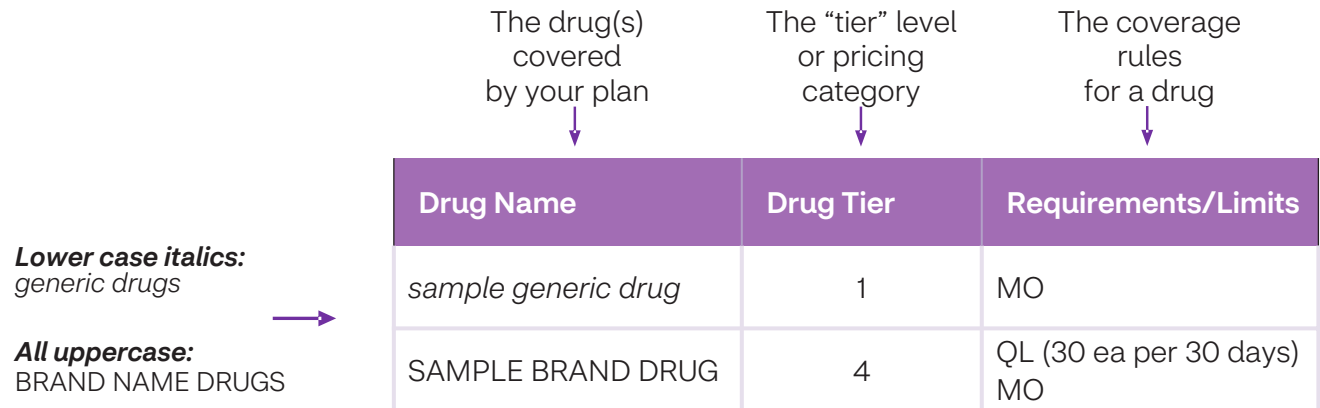 The drug(s)
covered
by your plan
The “tier” level
or pricing
category
The coverage
rules
for a drug
Drug Name
Drug Tier
Requirements/Limits
Lower case italics:
generic drugs
sample generic drug
1
MO
All uppercase:
BRAND NAME DRUGS
SAMPLE BRAND DRUG
4
QL (30 ea per 30 days)
MO